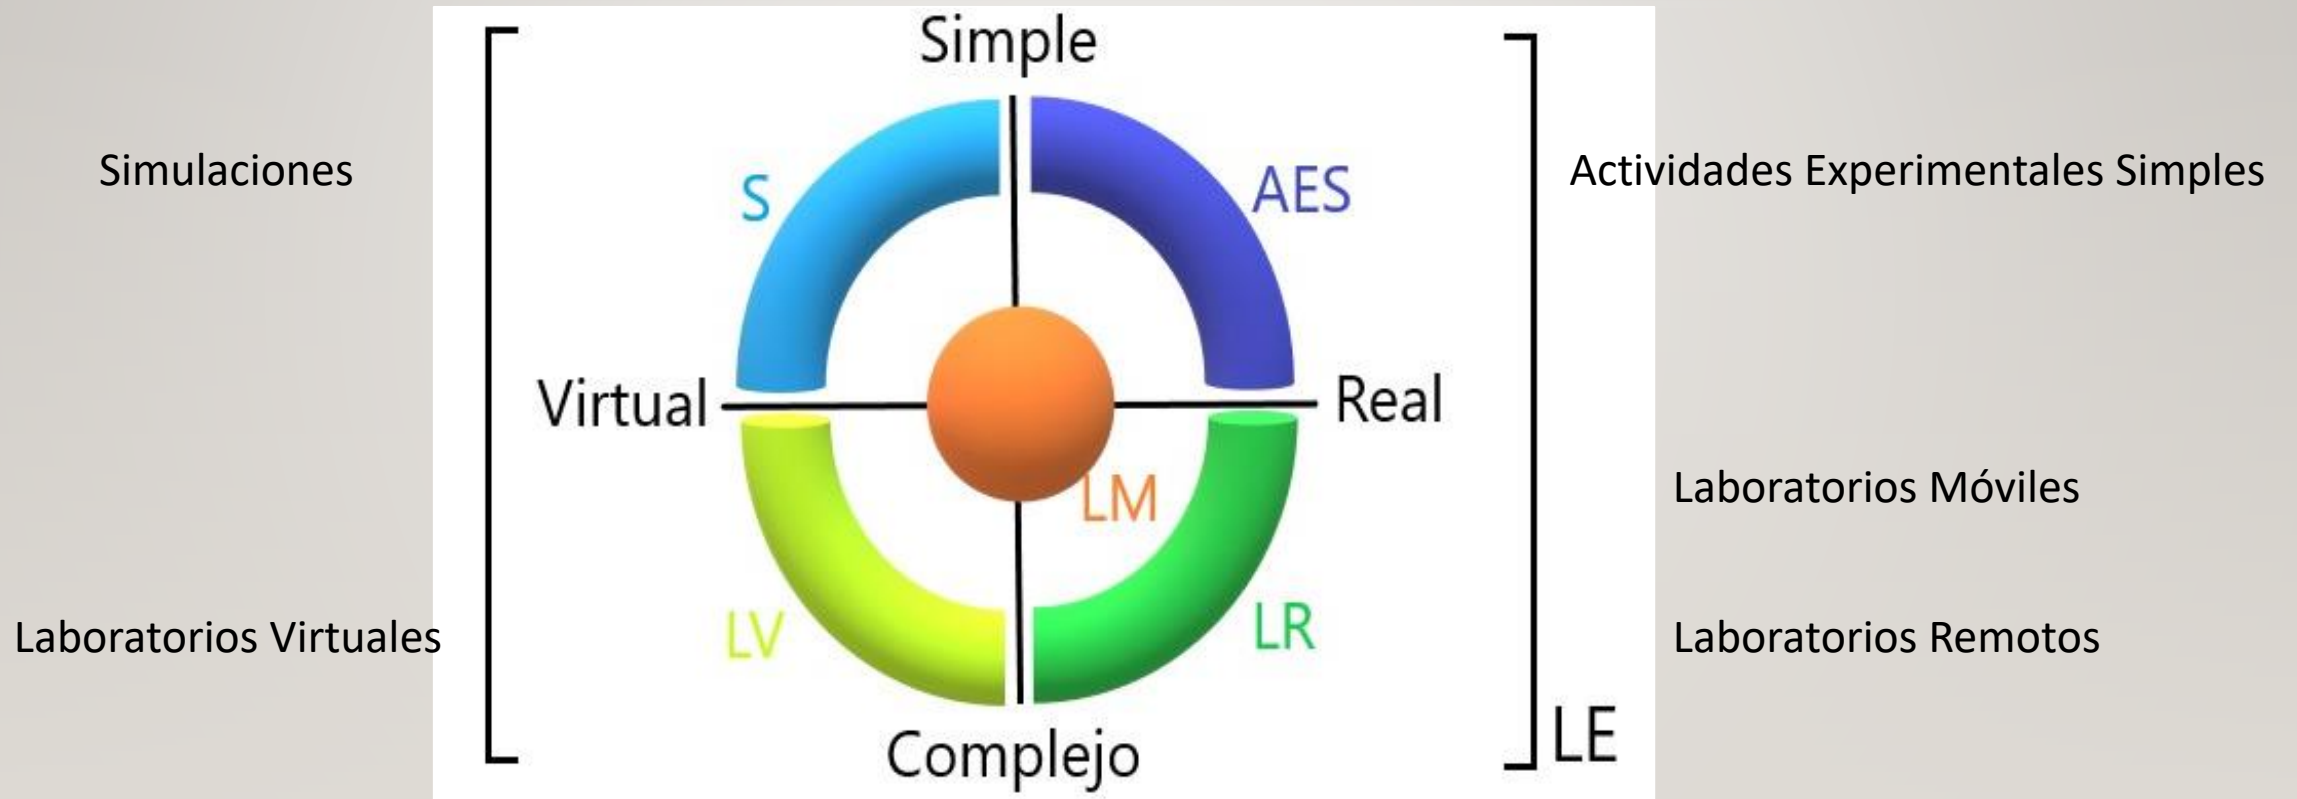 Simple
Simulaciones
Actividades Experimentales Simples
S
AES
Virtual
Real
LM
Laboratorios Móviles
LV
LR
Laboratorios Virtuales
Laboratorios Remotos
Complejo
LE